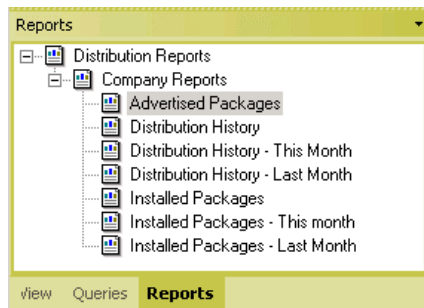 Reports
Distribution Reports
Company Reports
Advertised Packages
Distribution History
Distribution History - This Month
Distribution History - Last Month
Installed Packages
Installed Packages - This month
Installed Packages - Last Month
View Queries Reports